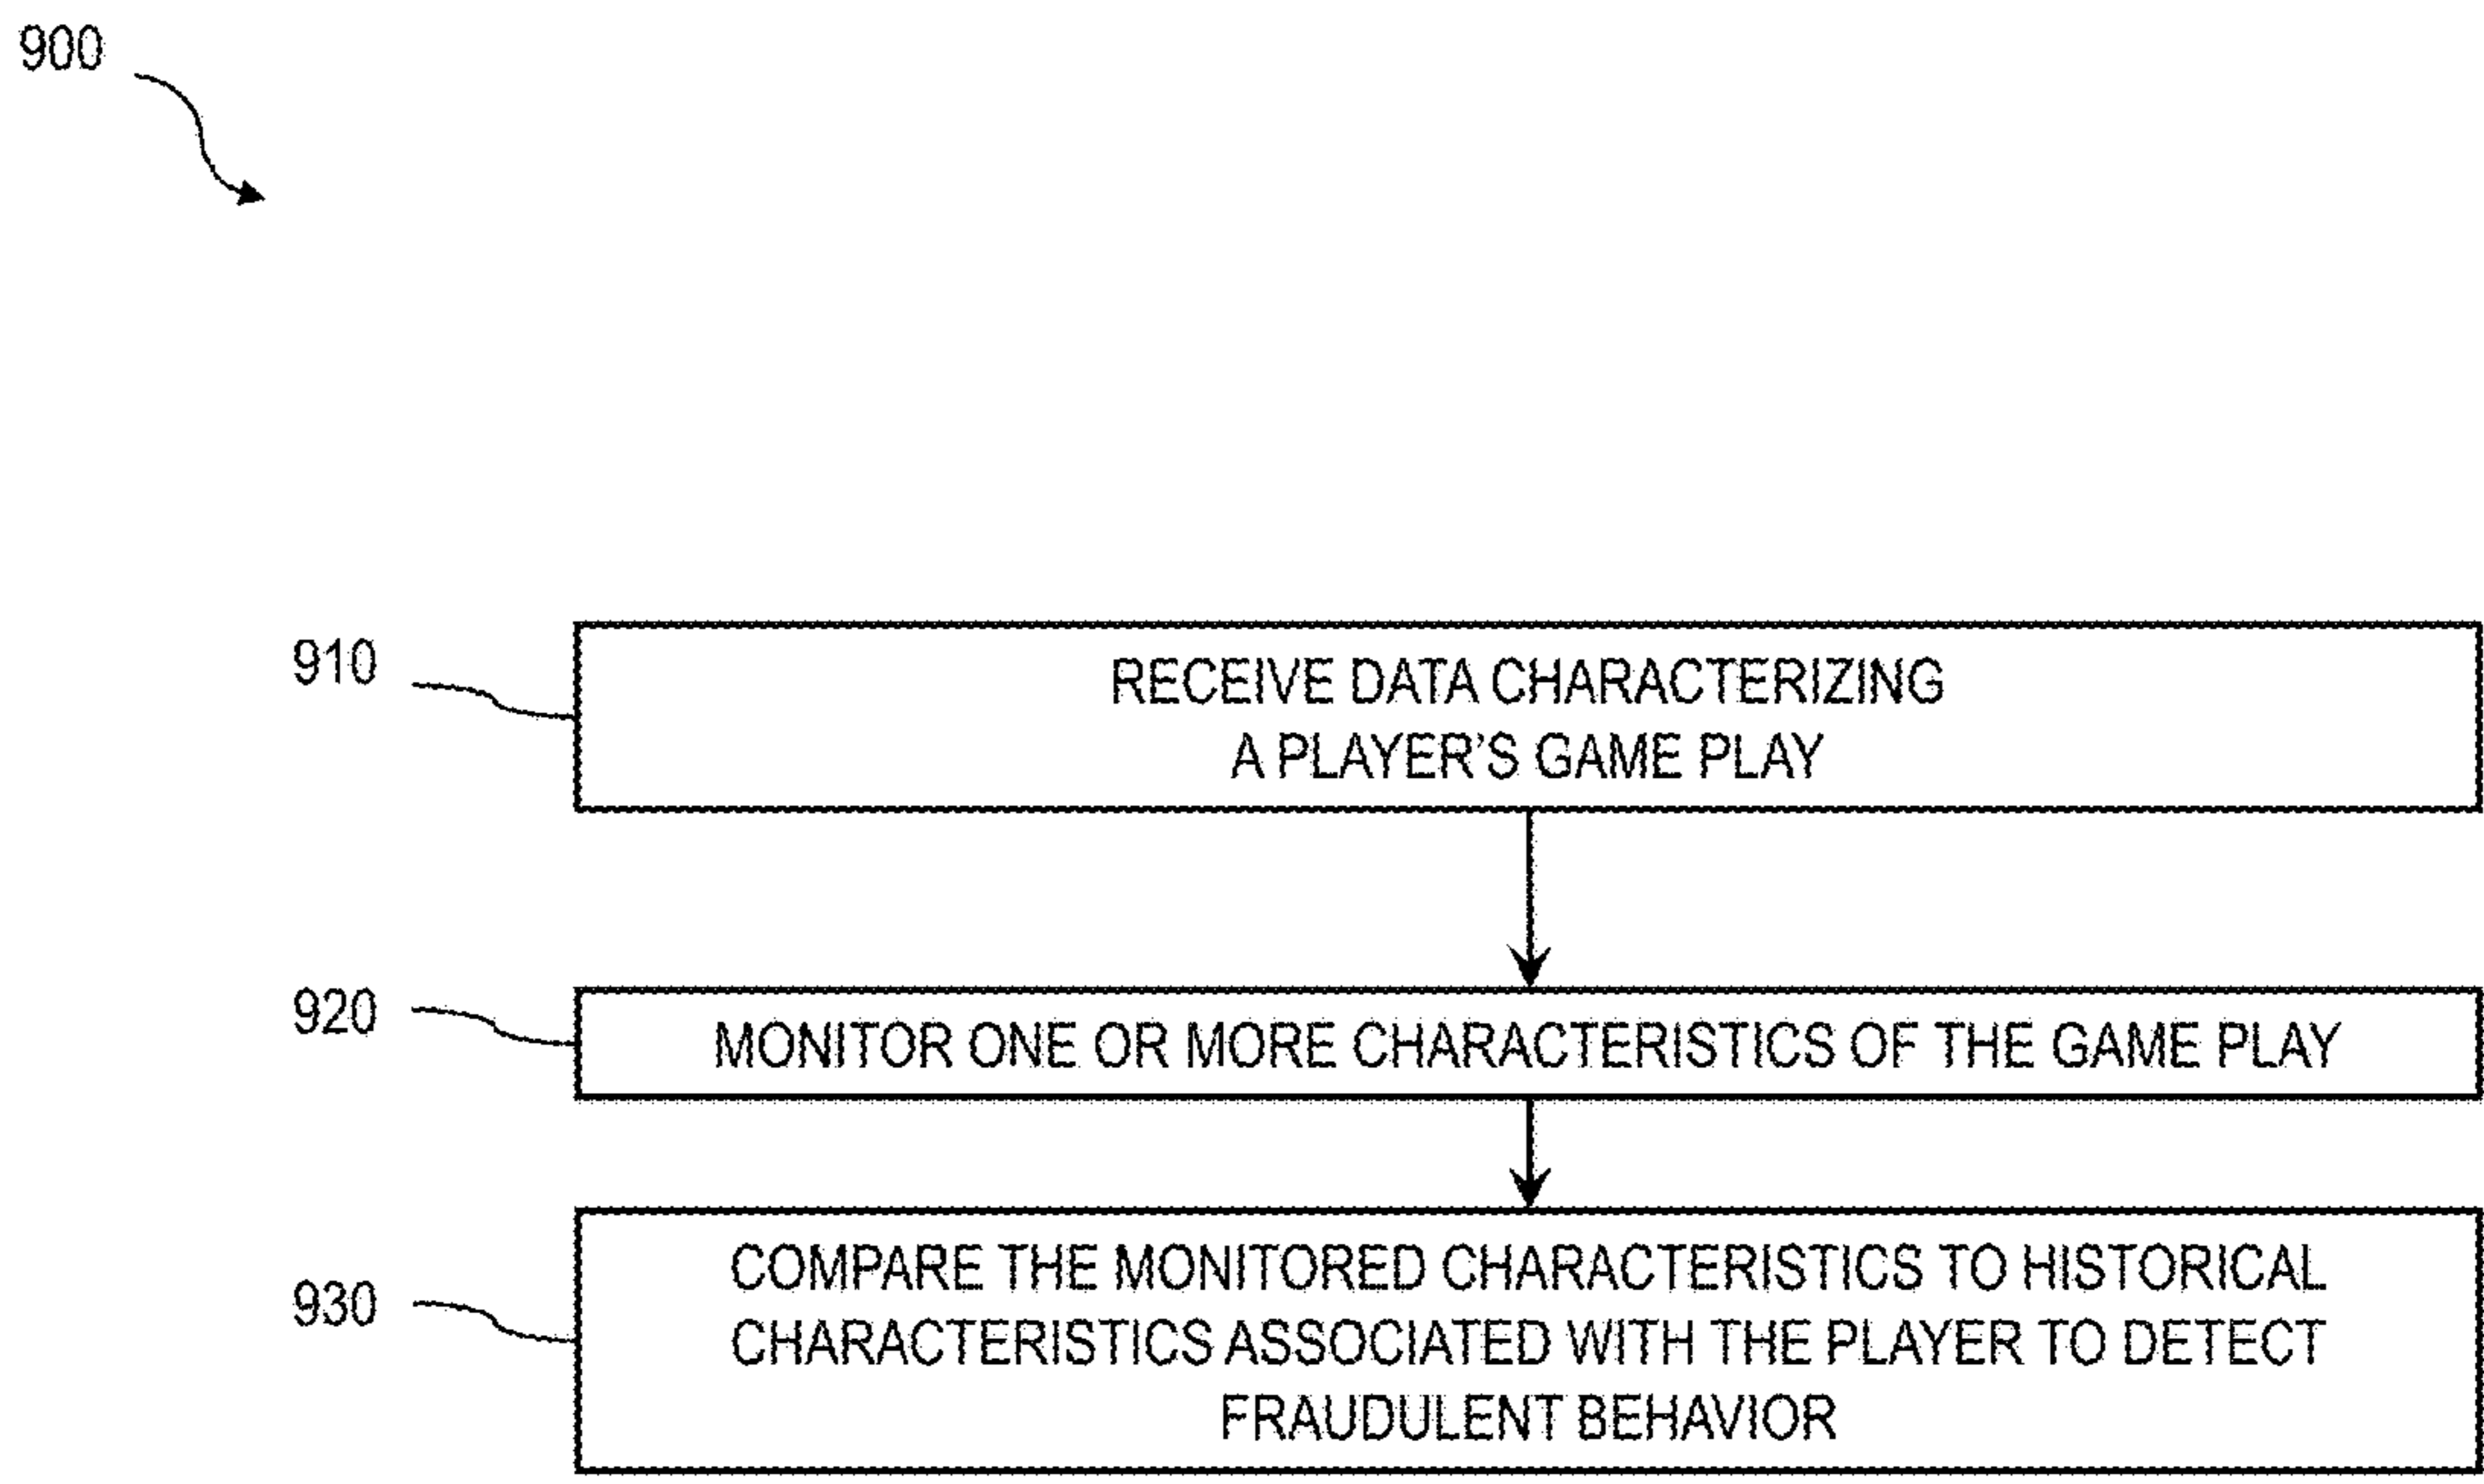 900
910
RECEIVE DATA CHARACTERIZING
A PLAYER’S GAME PLAY
920
MONITOR ONE OR MORE CHARACTERISTICS OF THE GAME PLAY
930
COMPARE THE MONITORED CHARACTERISTICS TO HISTORICAL
CHARACTERISTICS ASSOCIATED WITH THE PLAYER TO DETECT
FRAUDULENT BEHAVIOR